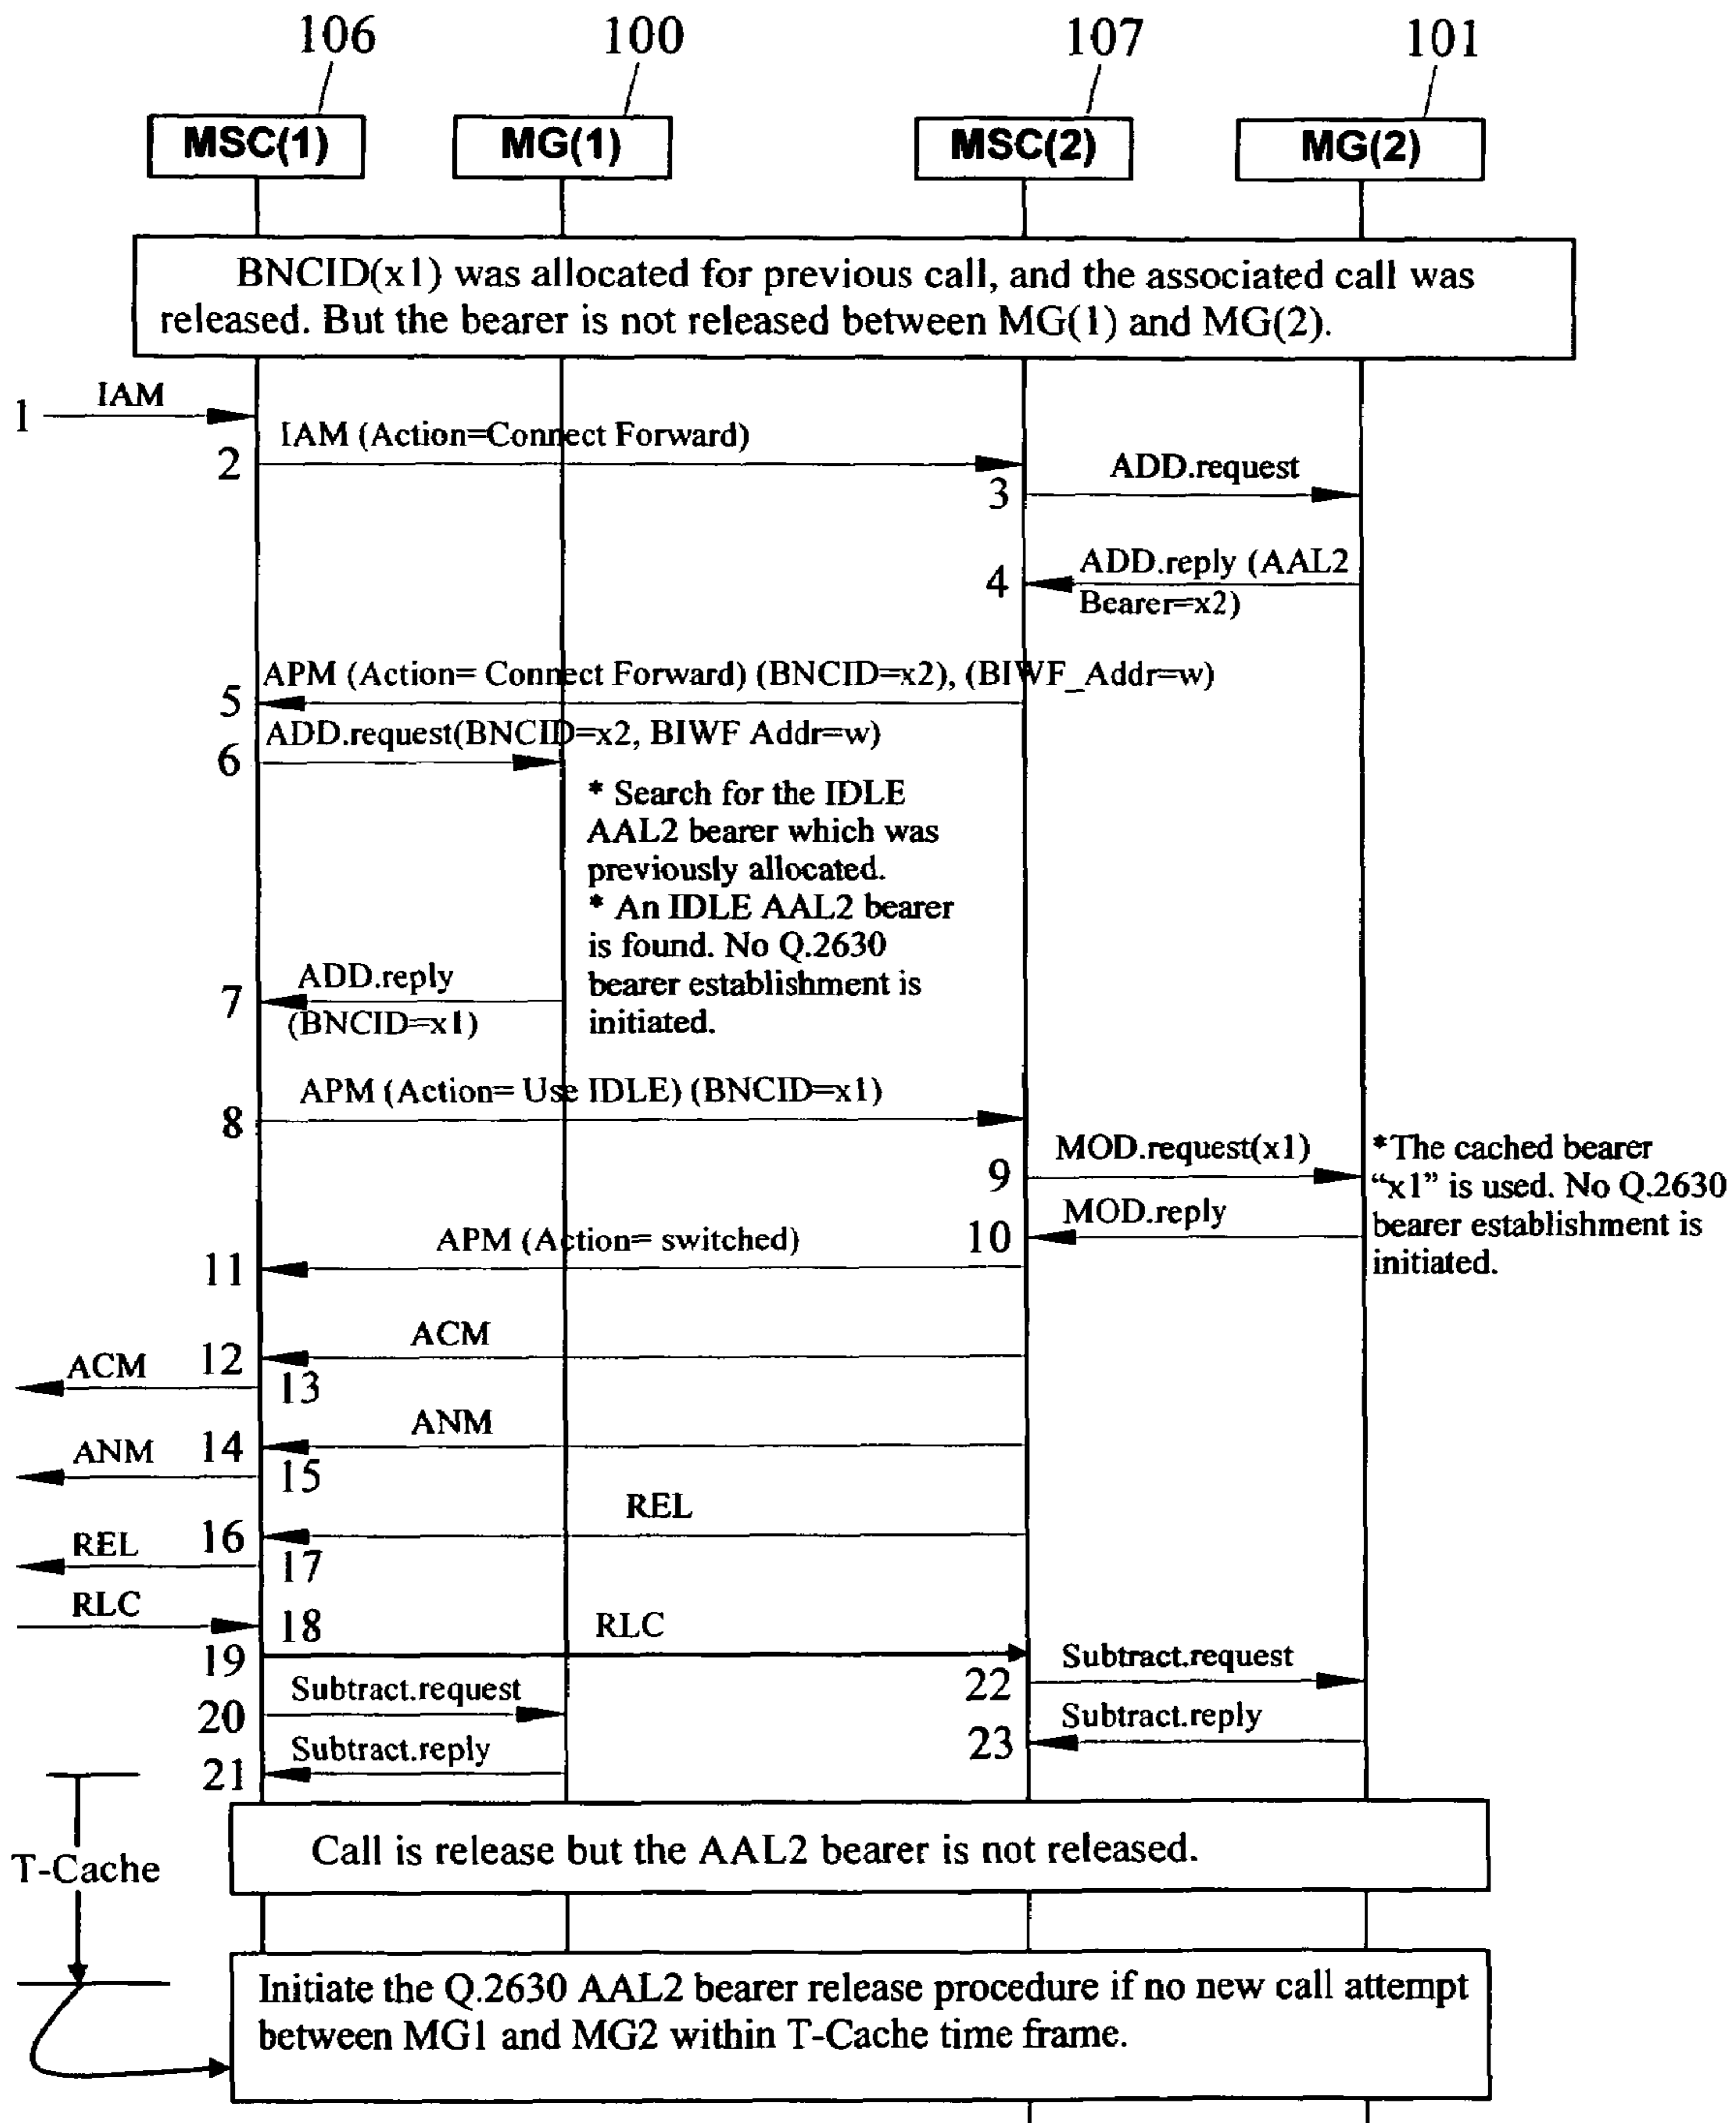 106 100 107 101
MSC(1) MG(1) MSC(2) MG(2)
BNCID(x1) was allocated for previous call, and the associated call was
released. But the bearer is not released between MG(1) and MG(2).
1 IAM
IAM (Action=Connect Forward)
2
ADD.request
3
ADD.reply (AAL2
4
Bearer=x2)
APM (Action= Connect Forward) (BNCID=x2), (BIWF_Addr=w)
5
ADD.request(BNCID=x2, BIWF Addr=w)
6
* Search for the IDLE
AAL2 bearer which was
previously allocated.
* An IDLE AAL2 bearer
is found. No Q.2630
bearer establishment is
initiated.
ADD.reply
7
(BNCID=x1)
APM (Action= Use IDLE) (BNCID=x1)
8
MOD.request(x1)
9
*The cached bearer
“x1” is used. No Q.2630
bearer establishment is
initiated.
MOD.reply
10
APM (Action= switched)
11
ACM
12
ACM
13
ANM
14
ANM
15
REL
16
REL
17
RLC
18
RLC
19
Subtract.request
22
Subtract.request
20
Subtract.reply
23
Subtract.reply
21
T-Cache
Call is release but the AAL2 bearer is not released.
Initiate the Q.2630 AAL2 bearer release procedure if no new call attempt
between MG1 and MG2 within T-Cache time frame.